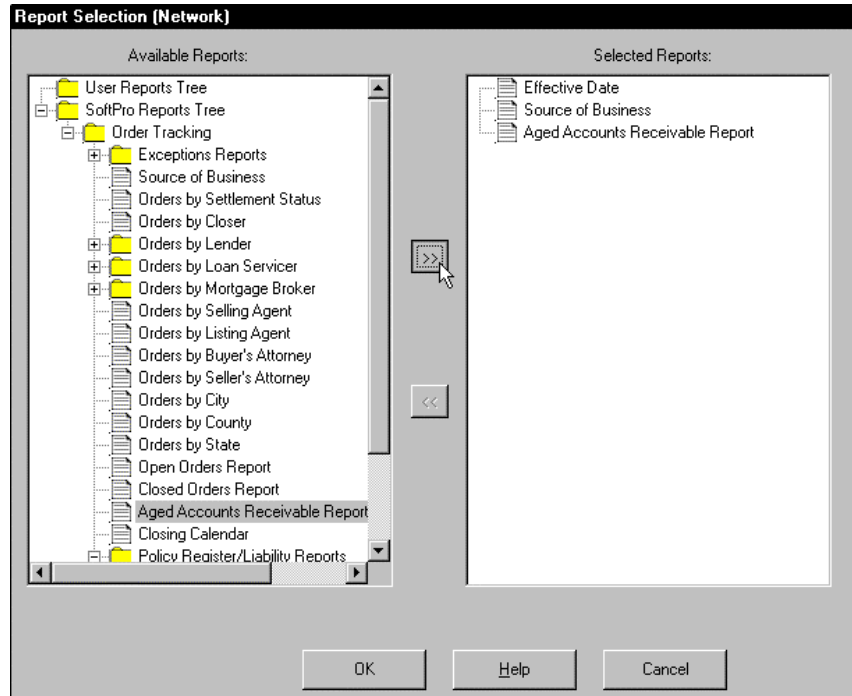 Report Selection (Network)
Available Reports:
Selected Reports:
User Reports Tree
SoftPro Reports Tree
Order Tracking
Exceptions Reports
Source of Business
Orders by Settlement Status
Orders by Closer
Orders by Lender
Orders by Loan Servicer
Orders by Mortgage Broker
Orders by Selling Agent
Orders by Listing Agent
Orders by Buyer's Attorney
Orders by Seller's Attorney
Orders by City
Orders by County
Orders by State
Open Orders Report
Closed Orders Report
Aged Accounts Receivable Report
Closing Calendar
Policy Register/Liability Reports
>>
<<
Effective Date
Source of Business
Aged Accounts Receivable Report
OK
Help
Cancel